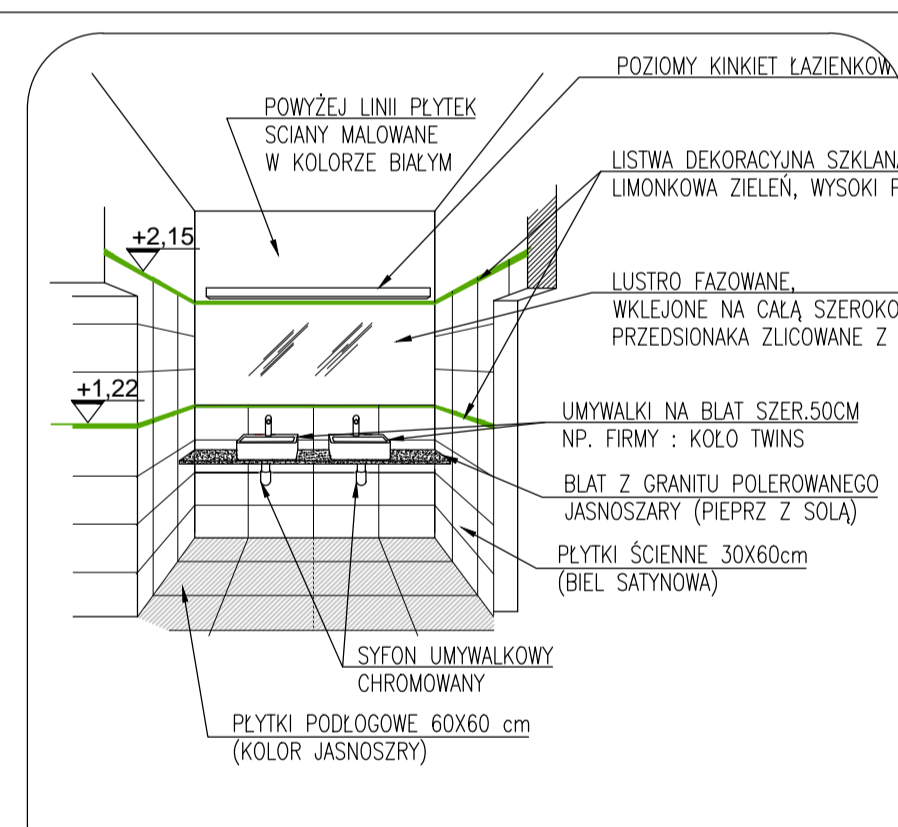 POZIOMY KINKIET ŁAZIENKOW
POWYŻEJ LINII PŁYTEK
SCIANY MALOWANE
W KOLORZE BIAŁYM
LISTWA DEKORACYJNA SZKLANA
LIMONKOWA ZIELEŃ, WYSOKI
+2,15
LUSTRO FAZOWANE,
WKLEJONE NA CAŁĄ SZEROKO
PRZEDSIONAKA ZLICOWANE Z
+1,22
UMYWALKI NA BLAT SZER.50CM
NP. FIRMY : KOŁO TWINS
BLAT Z GRANITU POLEROWANEGO
JASNOSZARY (PIEPRZ Z SOLĄ)
PŁYTKI ŚCIENNE 30X60cm
(BIEL SATYNOWA)
SYFON UMYWALKOWY
CHROMOWANY
PŁYTKI PODŁOGOWE 60X60 cm
(KOLOR JASNOSZRY)